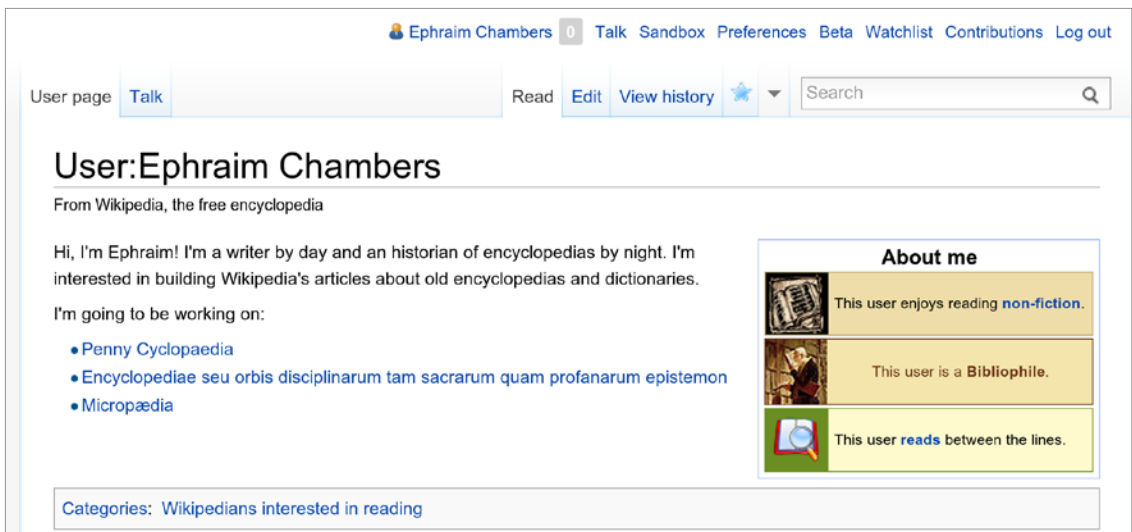 Ephraim Chambers 0 Talk Sandbox Preferences Beta Watchlist Contributions Log out
User page Talk Read Edit View history Search
User:Ephraim Chambers
From Wikipedia, the free encyclopedia
Hi, I'm Ephraim! I'm a writer by day and an historian of encyclopedias by night. I'm
interested in building Wikipedia's articles about old encyclopedias and dictionaries.
I'm going to be working on:
• Penny Cyclopaedia
• Encyclopediae seu orbis disciplinarum tam sacrarum quam profanarum epistemon
• Micropædia
About me
This user enjoys reading non-fiction.
This user is a Bibliophile.
This user reads between the lines.
Categories: Wikipedians interested in reading